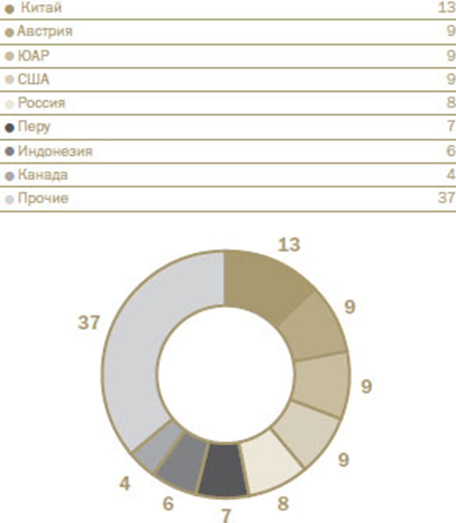 Китай 13
Австрия 9
ЮАР 9
США 9
Россия 8
Перу 7
Индонезия 6
Канада 4
Прочие 37
13
9
37
9
9
4
6
8
7